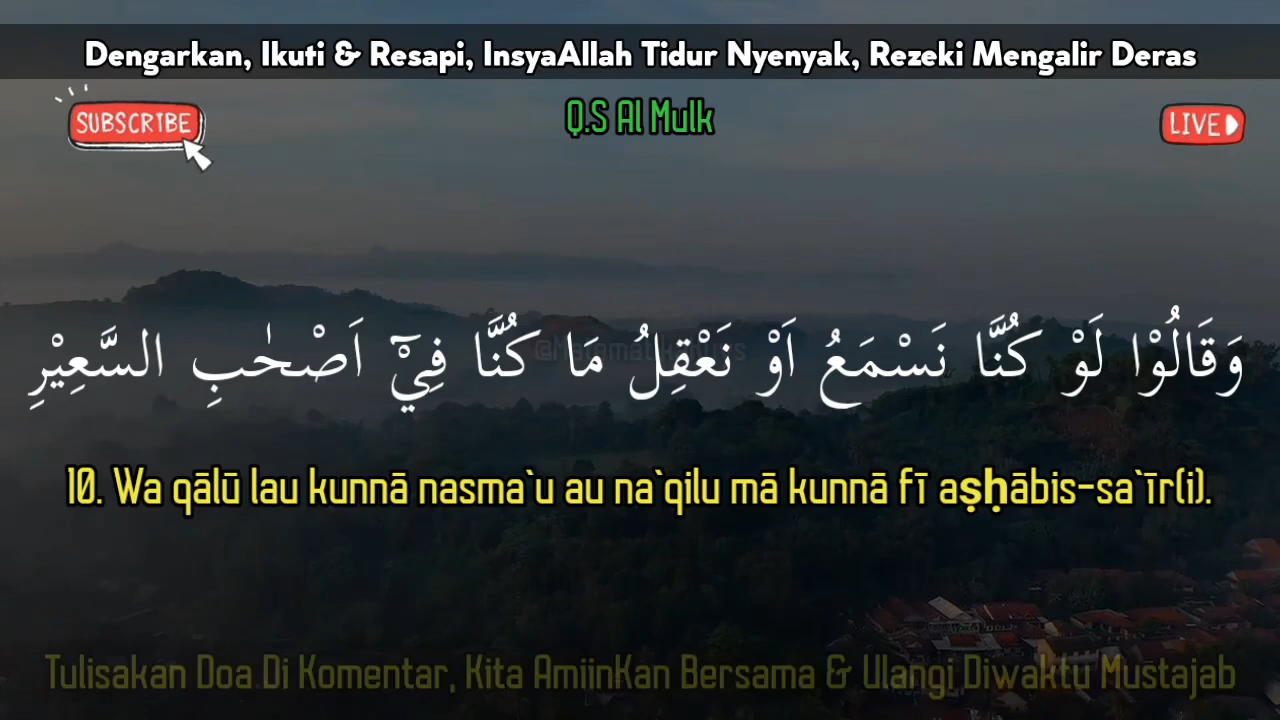 Dengarkan, Ikuti & Resapi, InsyaAllah Tidur Nyenyak, Rezeki Mengalir Deras
SUBSCRIBE
Q.S Al Mulk
LIVE
وَقَالُوْا لَوْ كُنَّا نَسْمَعُ اَوْ نَعْقِلُ مَا كُنَّا فِيْٓ اَصْحٰبِ السَّعِيْرِ
10. Wa qālū lau kunnā nasma`u au na`qilu mā kunnā fī aṣḥābis-sa`īr(i).
Tulisakan Doa Di Komentar, Kita AmiinKan Bersama & Ulangi Diwaktu Mustajab